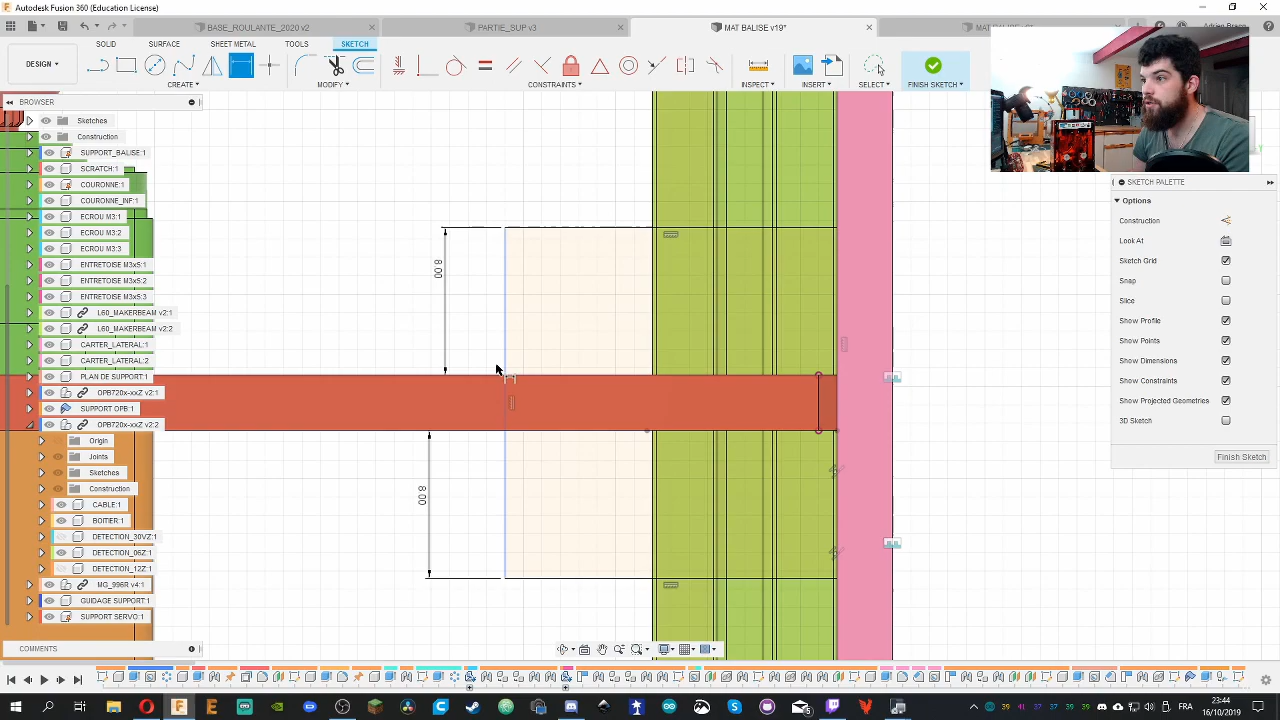 Autodesk Fusion 360 (Education License)
BASE_ROULANTE_2020 v2
PARTIE_SUP v3
MAT BALISE v19*
DESIGN
SOLID
SURFACE
SHEET METAL
TOOLS
SKETCH
CREATE
MODIFY
CONSTRAINTS
INSPECT
INSERT
SELECT
FINISH SKETCH
BROWSER
Sketches
Construction
SUPPORT_BALISE:1
SCRATCH:1
COURONNE:1
COURONNE_INF:1
ECROU M3:1
ECROU M3:2
ECROU M3:3
ENTRETOISE M3x5:1
ENTRETOISE M3x5:2
ENTRETOISE M3x5:3
L60_MAKERBEAM v2:1
L60_MAKERBEAM v2:2
CARTER_LATERAL:1
CARTER_LATERAL:2
PLAN DE SUPPORT:1
OPB720x-xxZ v2:1
SUPPORT OPB:1
OPB720x-xxZ v2:2
Origin
Joints
Sketches
Construction
CABLE:1
BOITIER:1
DETECTION_30VZ:1
DETECTION_06Z:1
DETECTION_12Z:1
MG_996R v4:1
GUIDAGE SUPPORT:1
SUPPORT SERVO:1
8.00
8.00
SKETCH PALETTE
Options
Construction
Look At
Sketch Grid
Snap
Slice
Show Profile
Show Points
Show Dimensions
Show Constraints
Show Projected Geometries
3D Sketch
Finish Sketch
COMMENTS
39
41
37
37
39
39
FRA
23:44
16/10/2019